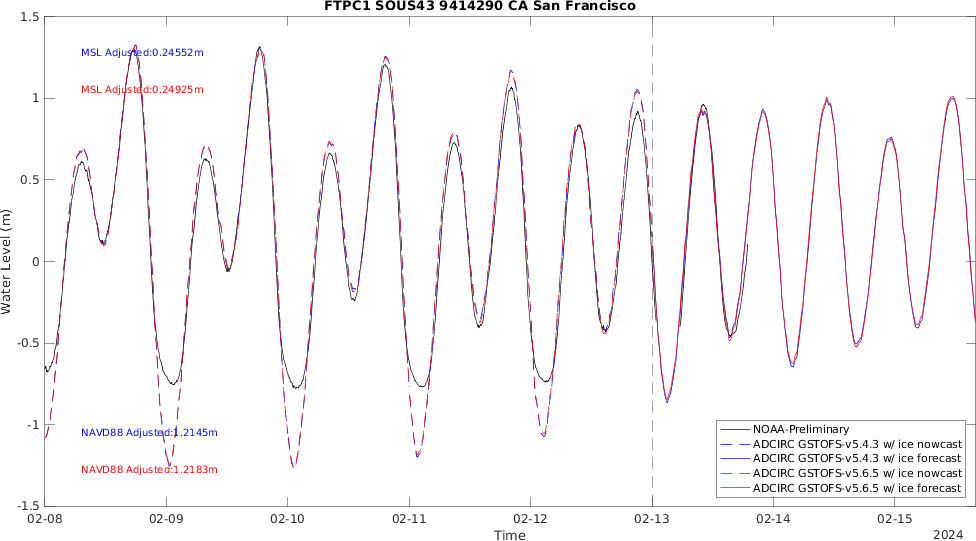 FTPC1 SOUS43 9414290 CA San Francisco
1.5
1
0.5
0
-0.5
-1
-1.5
Water Level (m)
MSL Adjusted:0.24552m
MSL Adjusted:0.24925m
NAVD88 Adjusted:1.2145m
NAVD88 Adjusted:1.2183m
NOAA-Preliminary
ADCIRC GSTOFS-v5.4.3 w/ ice nowcast
ADCIRC GSTOFS-v5.4.3 w/ ice forecast
ADCIRC GSTOFS-v5.6.5 w/ ice nowcast
ADCIRC GSTOFS-v5.6.5 w/ ice forecast
02-08 02-09 02-10 02-11 02-12 02-13 02-14 02-15
Time
2024